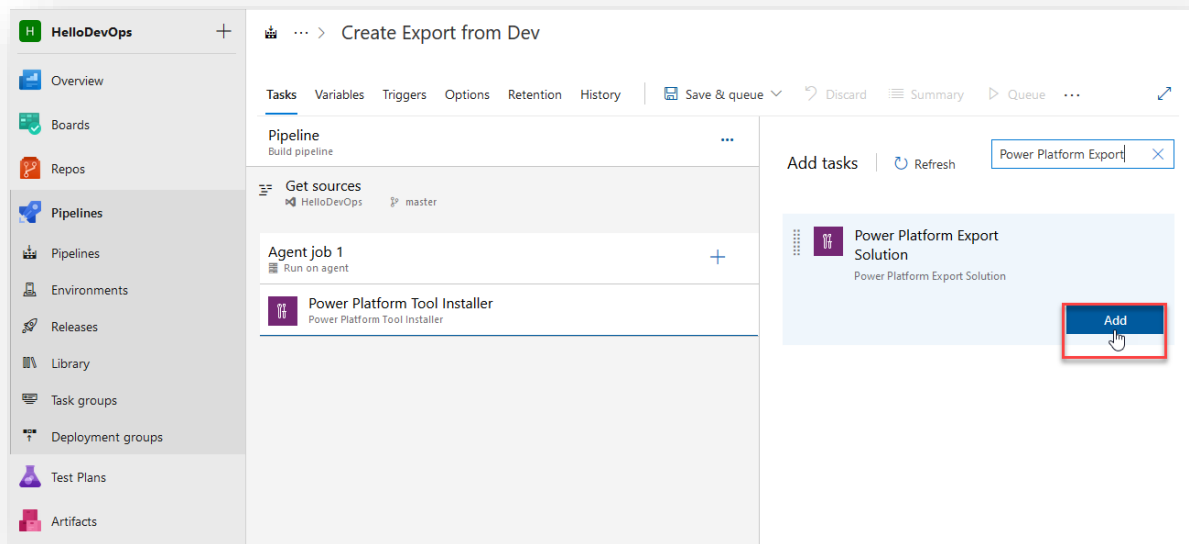 H HelloDevOps
Overview
Boards
Repos
Pipelines
Pipelines
Environments
Releases
Library
Task groups
Deployment groups
Test Plans
Artifacts
··· > Create Export from Dev
Tasks Variables Triggers Options Retention History Save & queue Discard Summary Queue ···
Pipeline
Build pipeline
Get sources
HelloDevOps master
Agent job 1
Run on agent
Power Platform Tool Installer
Power Platform Tool Installer
Add tasks Refresh Power Platform Export
Power Platform Export
Solution
Power Platform Export Solution
Add